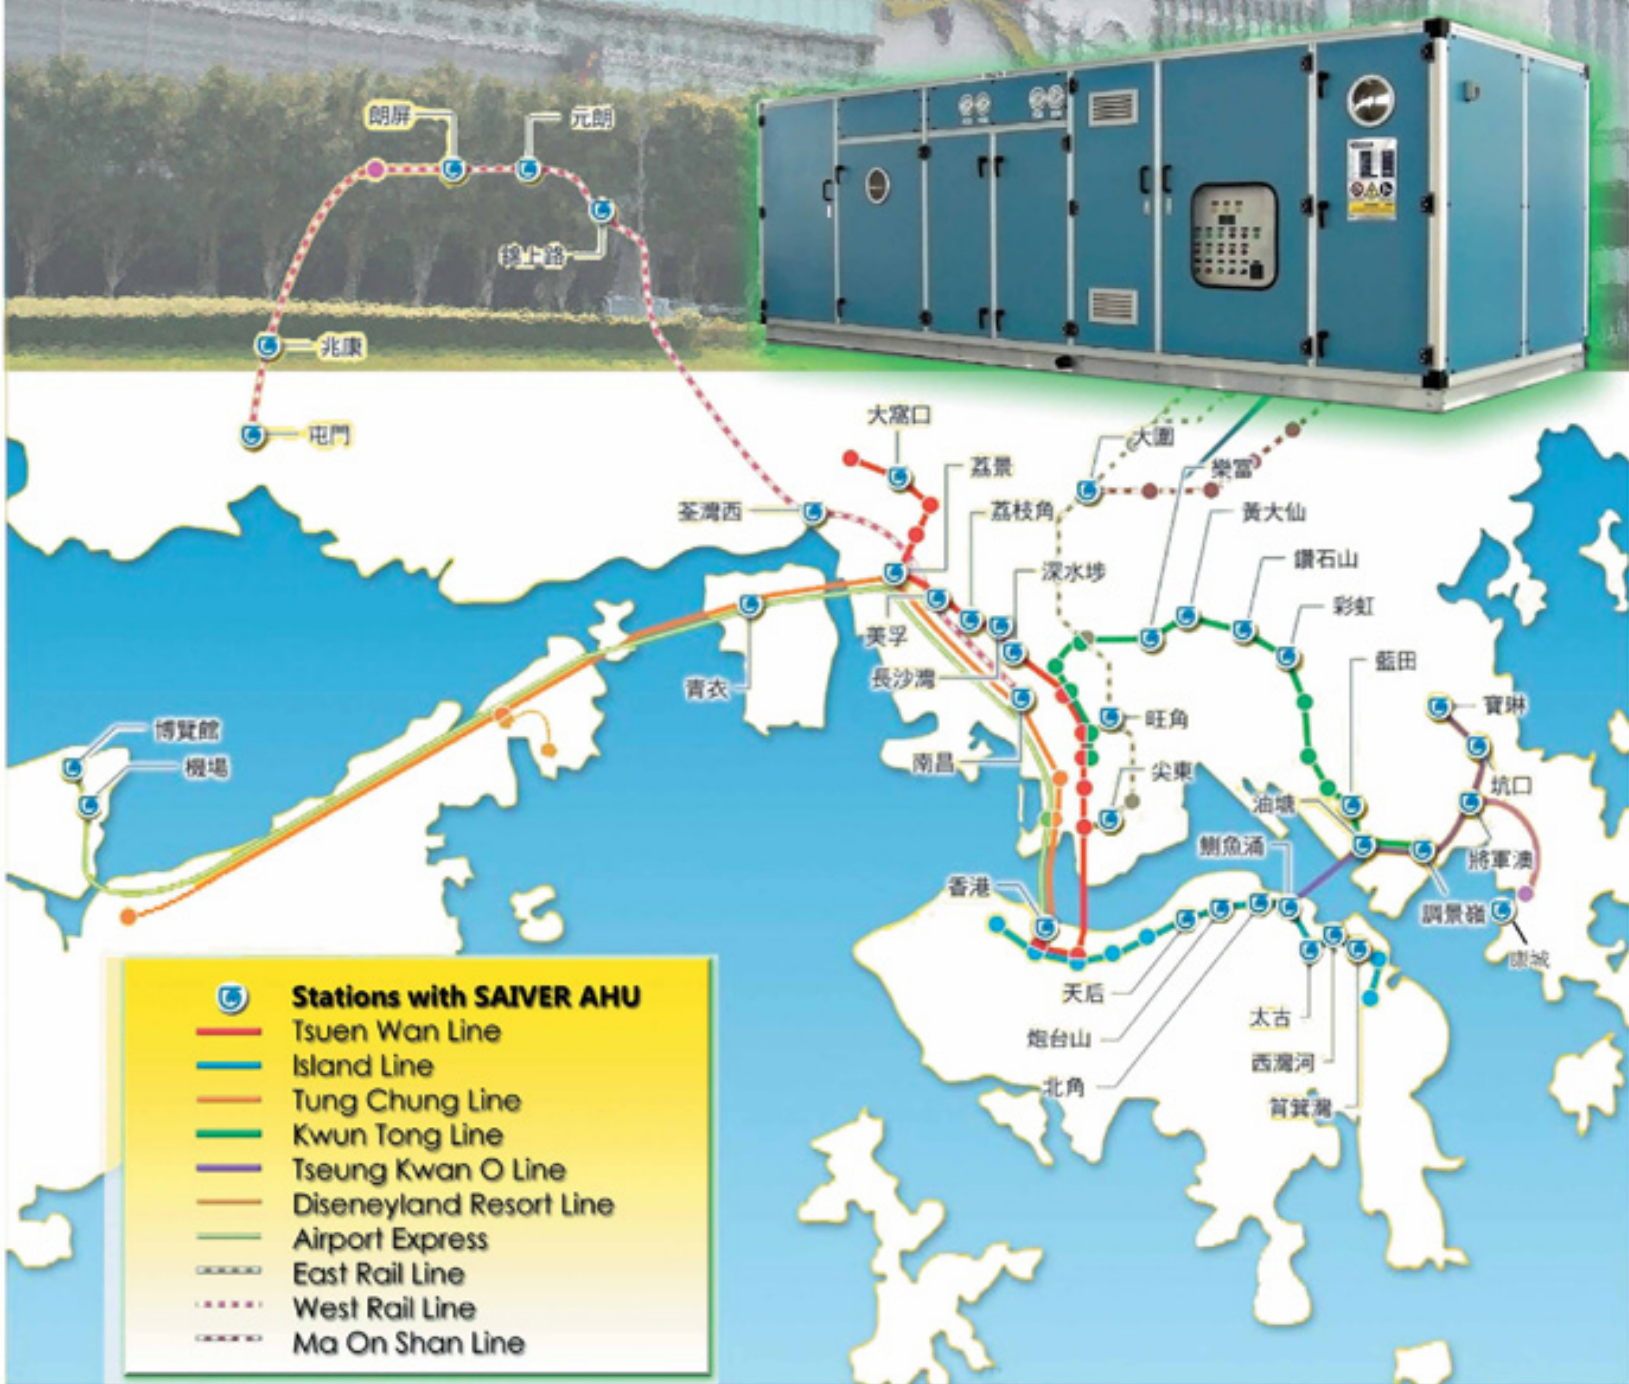 朗屏
元朗
錦上路
兆康
屯門
大窩口
荔景
大圍
樂富
荃灣西
荔枝角
黃大仙
深水埗
鑽石山
彩虹
美孚
藍田
長沙灣
青衣
寶琳
旺角
博覽館
機場
南昌
尖東
坑口
油塘
鰂魚涌
將軍澳
香港
調景嶺
康城
天后
太古
炮台山
西灣河
北角
筲箕灣
Stations with SAIVER AHU
Tsuen Wan Line
Island Line
Tung Chung Line
Kwun Tong Line
Tseung Kwan O Line
Diseneyland Resort Line
Airport Express
East Rail Line
West Rail Line
Ma On Shan Line